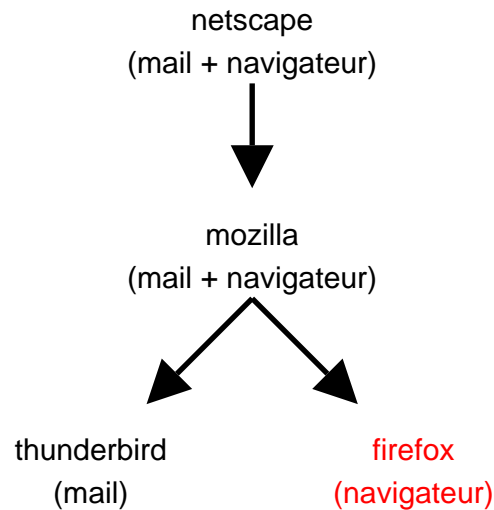 netscape
(mail + navigateur)
mozilla
(mail + navigateur)
thunderbird
(mail)
firefox
(navigateur)